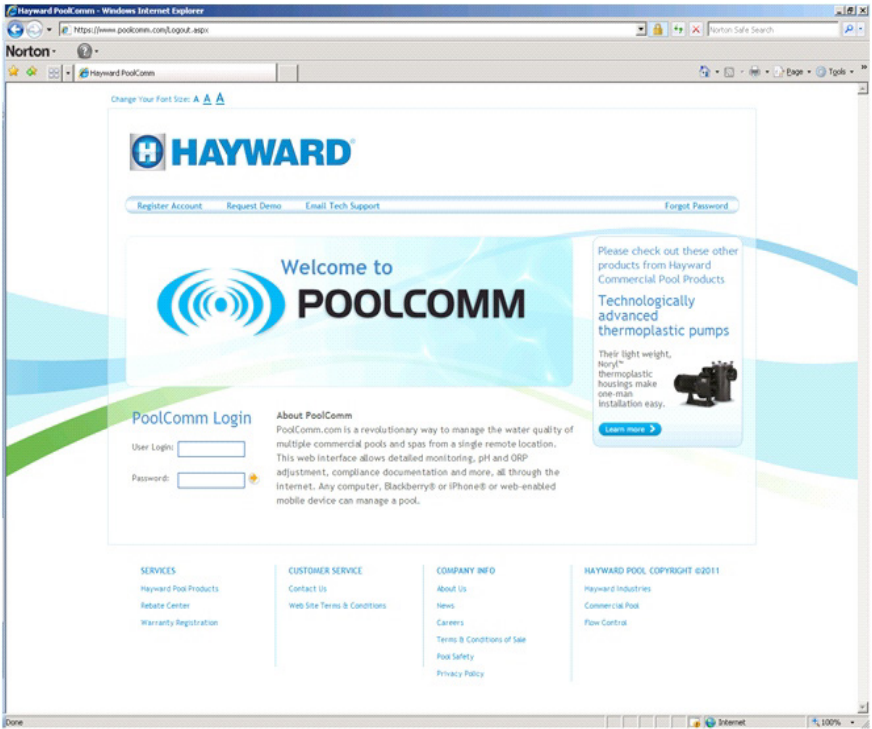 Hayward PoolComm - Windows Internet Explorer
https://www.poolcomm.com/Logout.aspx
Norton Safe Search
Norton
Hayward PoolComm
Page
Tools
Change Your Font Size: A A A
H HAYWARD®
Register Account Request Demo Email Tech Support Forgot Password
Welcome to
POOLCOMM
Please check out these other
products from Hayward
Commercial Pool Products
Technologically
advanced
thermoplastic pumps
Their light weight,
Noryl™
thermoplastic
housings make
one-man
installation easy.
Learn more
PoolComm Login
User Login:
Password:
About PoolComm
PoolComm.com is a revolutionary way to manage the water quality of
multiple commercial pools and spas from a single remote location.
This web interface allows detailed monitoring, pH and ORP
adjustment, compliance documentation and more, all through the
internet. Any computer, Blackberry® or iPhone® or web-enabled
mobile device can manage a pool.
SERVICES
Hayward Pool Products
Rebate Center
Warranty Registration
CUSTOMER SERVICE
Contact Us
Web Site Terms & Conditions
COMPANY INFO
About Us
News
Careers
Terms & Conditions of Sale
Pool Safety
Privacy Policy
HAYWARD POOL COPYRIGHT ©2011
Hayward Industries
Commercial Pool
Flow Control
Done
Internet
100%